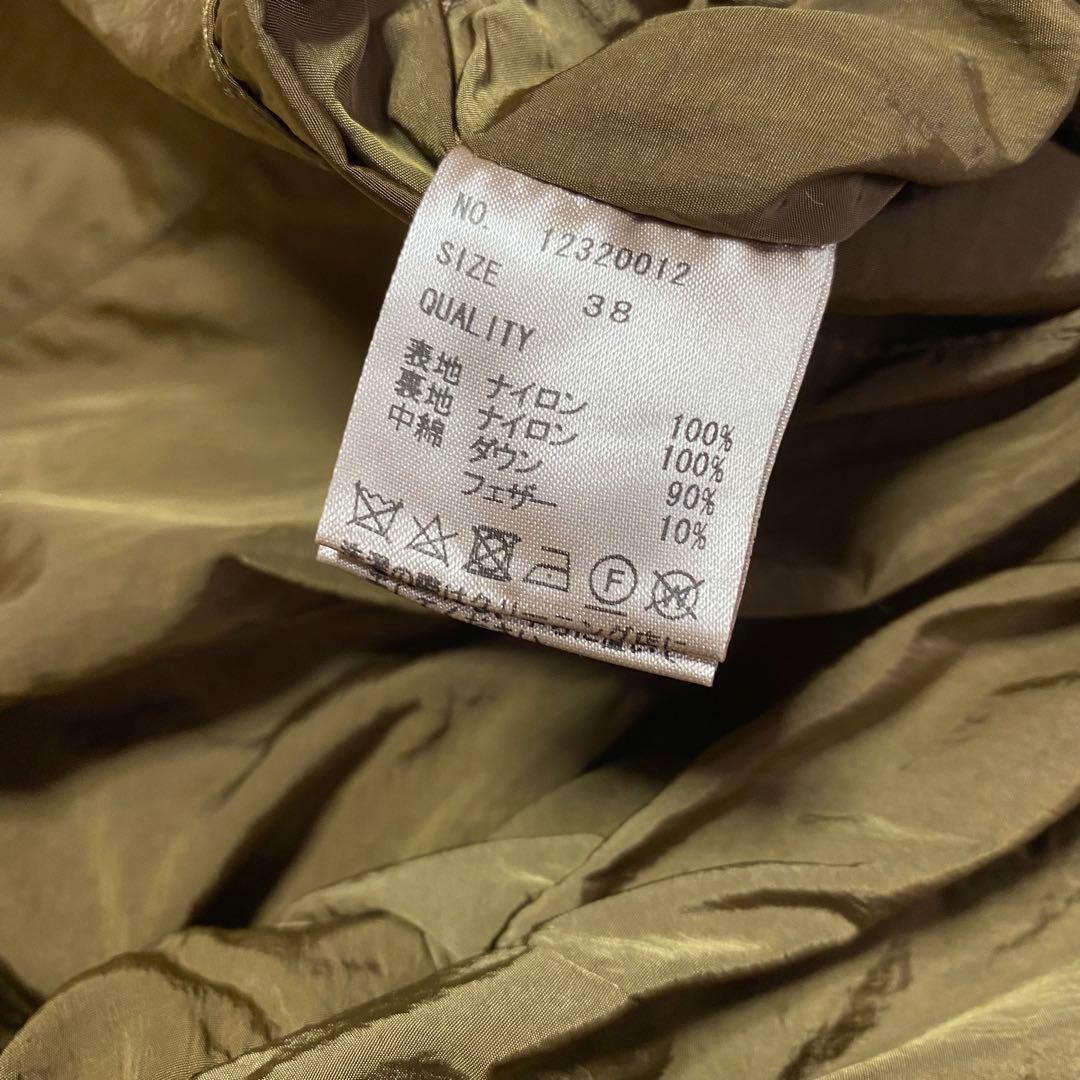 NO. 12320012
SIZE 38
QUALITY
表地 ナイロン 100%
裏地 ナイロン 100%
中綿 ダウン 90%
フェザー 10%
F